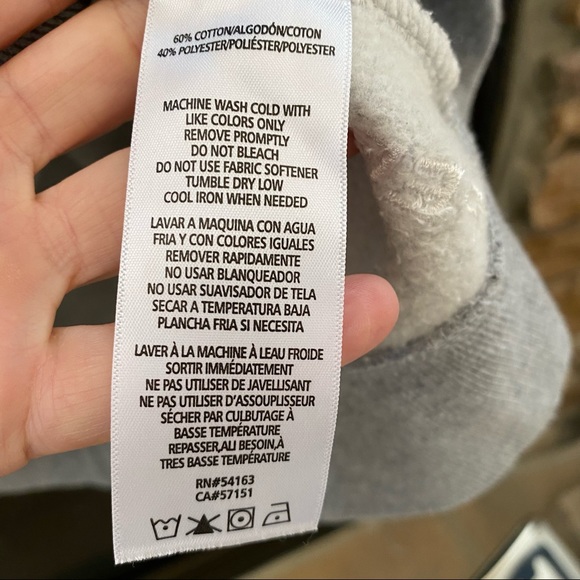 60% COTTON/ALGODÓN/COTON
40% POLYESTER/POLIÉSTER/POLYESTER
MACHINE WASH COLD WITH
LIKE COLORS ONLY
REMOVE PROMPTLY
DO NOT BLEACH
DO NOT USE FABRIC SOFTENER
TUMBLE DRY LOW
COOL IRON WHEN NEEDED
LAVAR A MAQUINA CON AGUA
FRIA Y CON COLORES IGUALES
REMOVER RAPIDAMENTE
NO USAR BLANQUEADOR
NO USAR SUAVISADOR DE TELA
SECAR A TEMPERATURA BAJA
PLANCHA FRIA SI NECESITA
LAVER À LA MACHINE À LEAU FROIDE
SORTIR IMMÉDIATEMENT
NE PAS UTILISER DE JAVELLISANT
NE PAS UTILISER D'ASSOUPLISEUR
SÉCHER PAR CULBUTAGE À
BASSE TEMPÉRATURE
REPASSER,ALI BESOIN,À
TRES BASSE TEMPÉRATURE
RN#54163
CA#57151